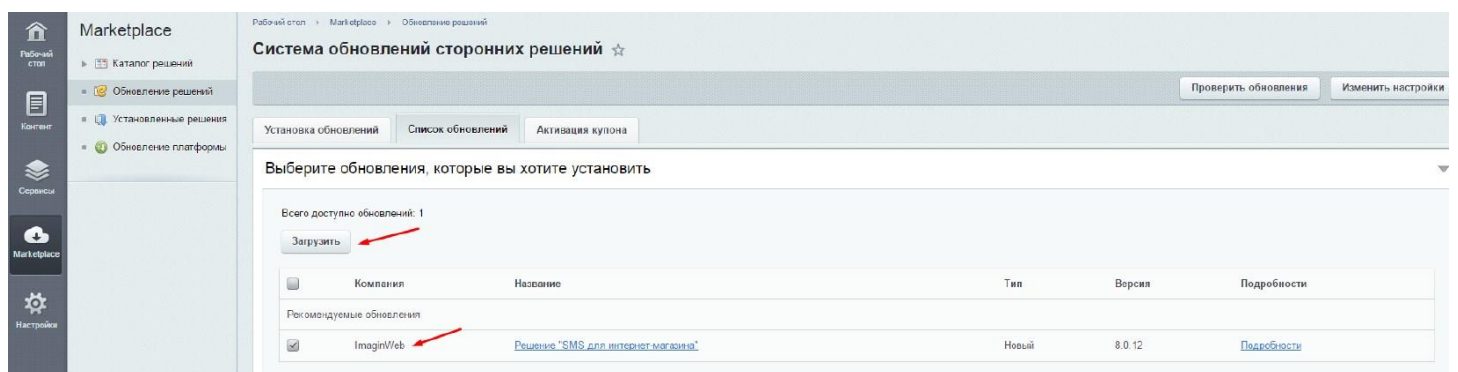 Рабочий стол
Контент
Сервисы
Marketplace
Настройки
Marketplace
Каталог решений
Обновление решений
Установленные решения
Обновление платформы
Рабочий стол › Marketplace › Обновление решений
Система обновлений сторонних решений
Проверить обновления Изменить настройки
Установка обновлений Список обновлений Активация купона
Выберите обновления, которые вы хотите установить
Всего доступно обновлений: 1
Загрузить
Компания Название Тип Версия Подробности
Рекомендуемые обновления
ImaginWeb Решение "SMS для интернет-магазина" Новый 8.0.12 Подробности